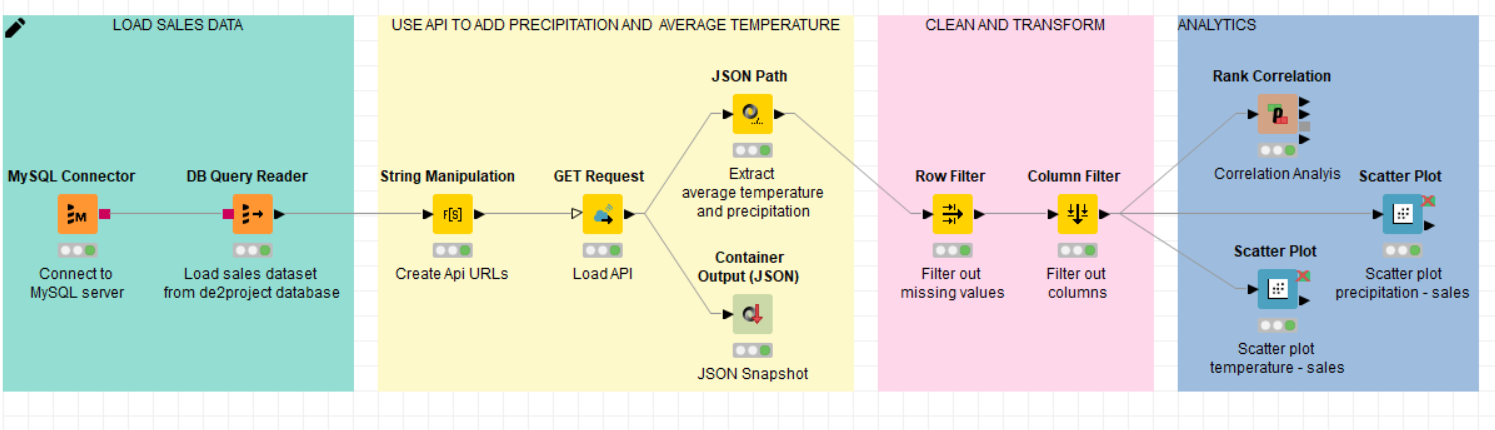 LOAD SALES DATA
USE API TO ADD PRECIPITATION AND AVERAGE TEMPERATURE
CLEAN AND TRANSFORM
ANALYTICS
MySQL Connector
M
Connect to
MySQL server
DB Query Reader
Load sales dataset
from de2project database
String Manipulation
F[S]
Create Api URLs
GET Request
Load API
JSON Path
Extract
average temperature
and precipitation
Container
Output (JSON)
JSON Snapshot
Row Filter
Filter out
missing values
Column Filter
Filter out
columns
Rank Correlation
ρ
Correlation Analyis
Scatter Plot
Scatter plot
precipitation - sales
Scatter Plot
Scatter plot
temperature - sales